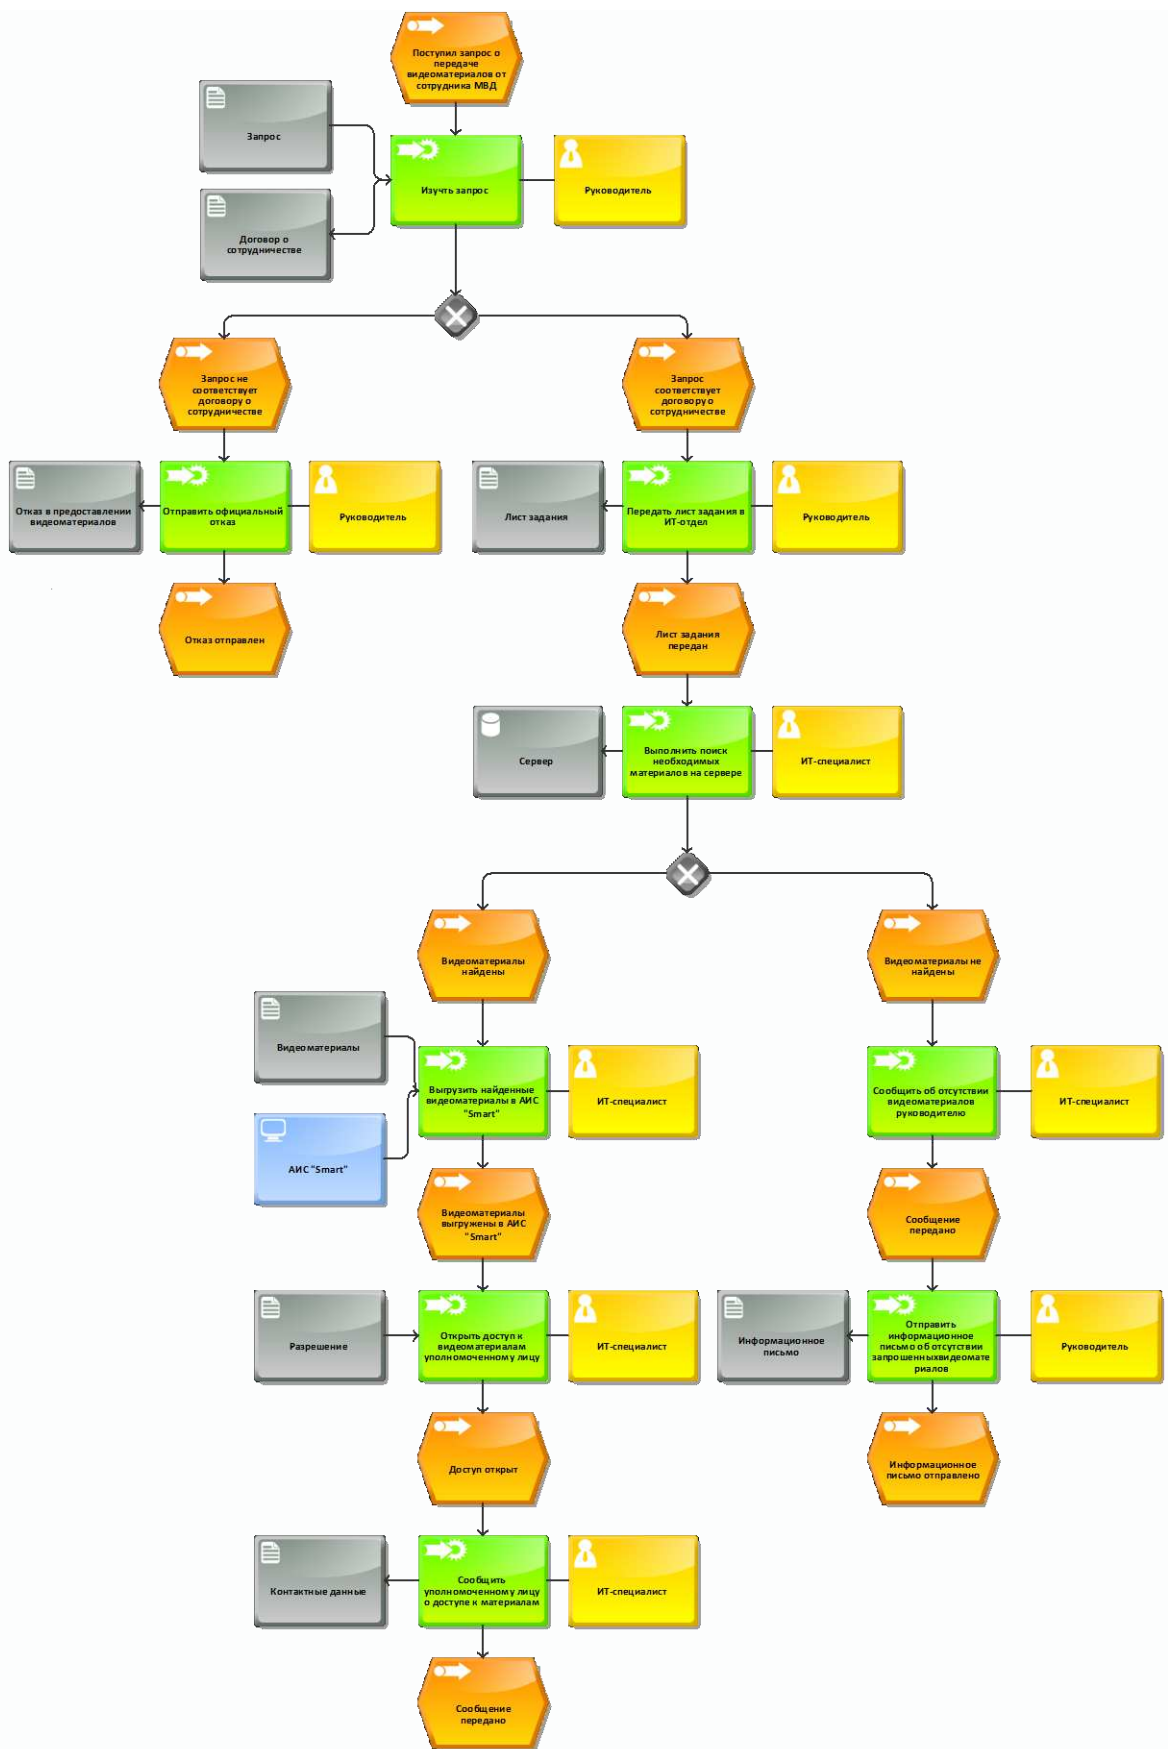 Поступил запрос о
передаче
видеоматериалов от
сотрудника МВД
Запрос
Изучть запрос
Руководитель
Договор о
сотрудничестве
Запрос не
соответствует
договору о
сотрудничестве
Запрос
соответствует
договору о
сотрудничестве
Отказ в предоставлении
видеоматериалов
Отправить официальный
отказ
Руководитель
Лист задания
Передать лист задания в
ИТ-отдел
Руководитель
Отказ отправлен
Лист задания
передан
Сервер
Выполнить поиск
необходимых
материалов на сервере
ИТ-специалист
Видеоматериалы
найдены
Видеоматериалы не
найдены
Видеоматериалы
Выгрузить найденные
видеоматериалы в АИС
"Smart"
ИТ-специалист
Сообщить об отсутствии
видеоматериалов
руководителю
ИТ-специалист
АИС "Smart"
Видеоматериалы
выгружены в АИС
"Smart"
Сообщение
передано
Разрешение
Открыть доступ к
видеоматериалам
уполномоченному лицу
ИТ-специалист
Информационное
письмо
Отправить
информационное
письмо об отсутствии
запрошенныхвидеомате
риалов
Руководитель
Доступ открыт
Информационное
письмо отправлено
Контактные данные
Сообщить
уполномоченному лицу
о доступе к материалам
ИТ-специалист
Сообщение
передано